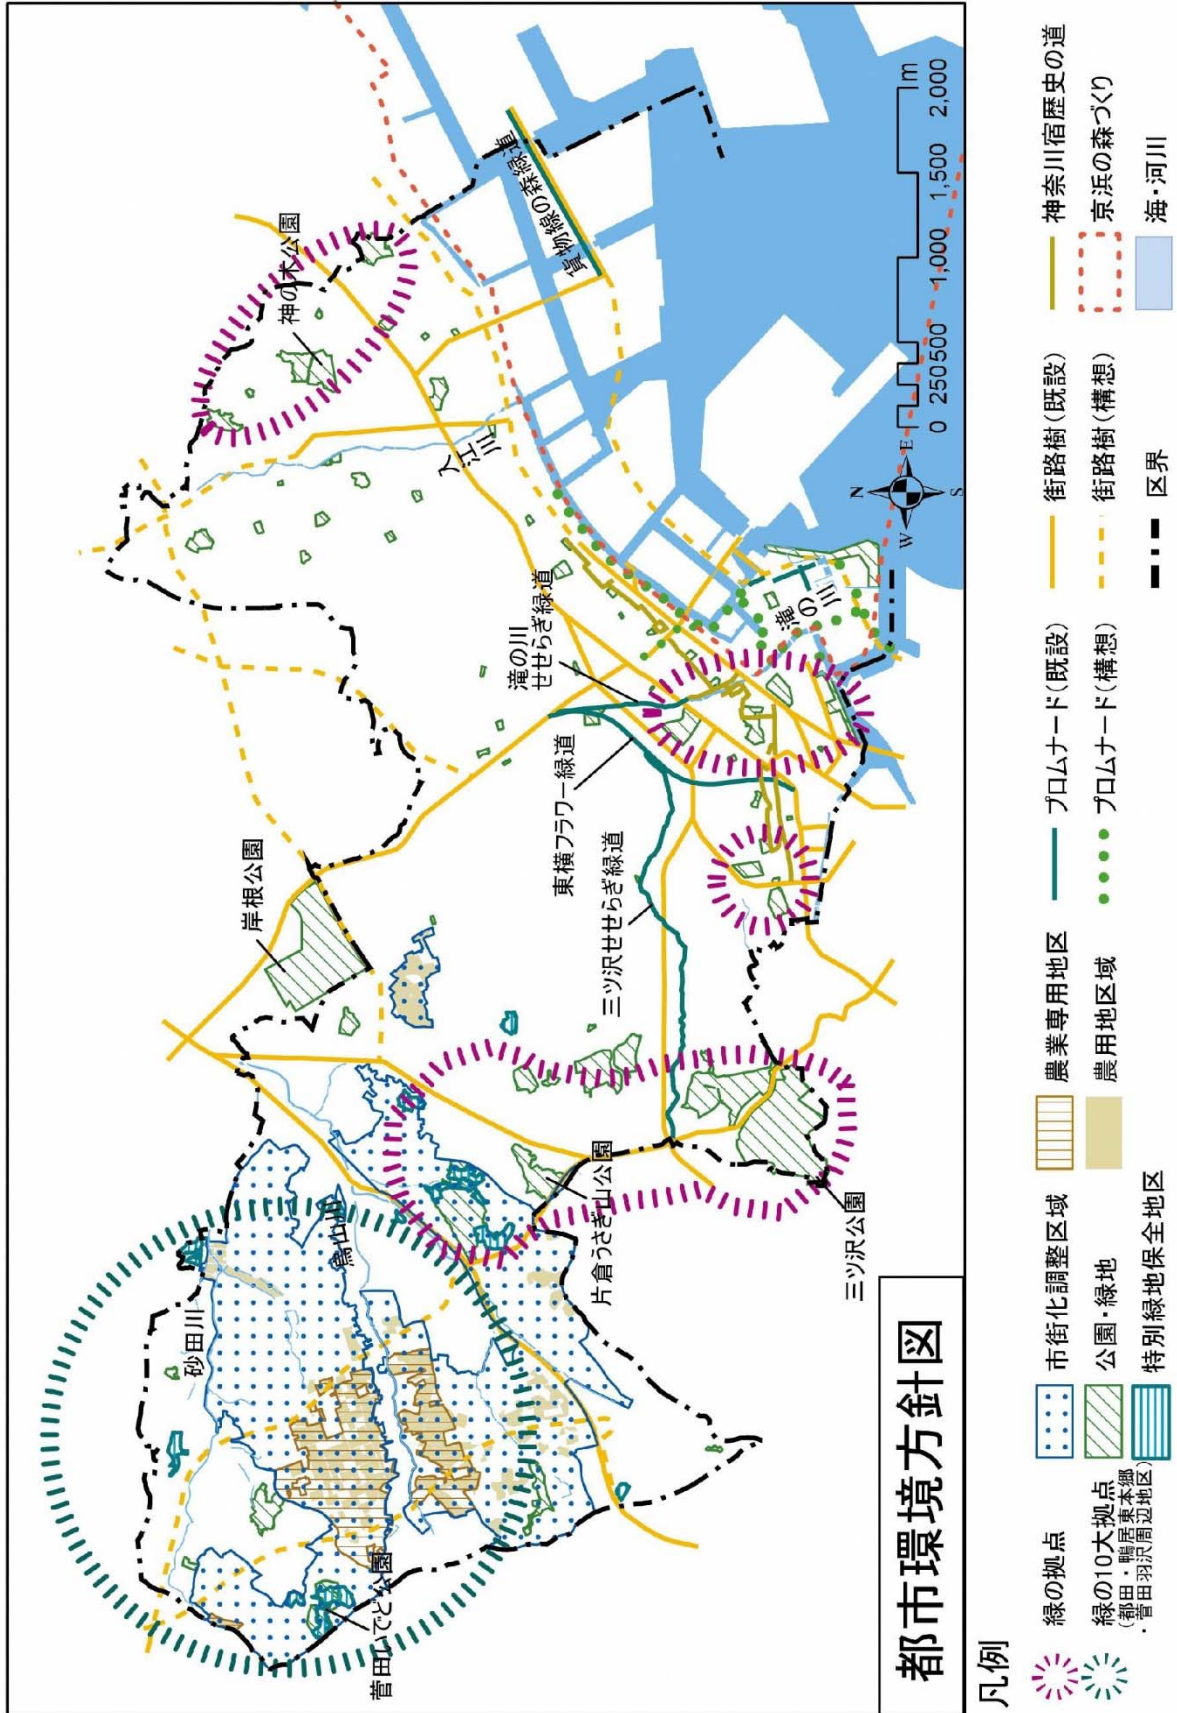 都市環境方針図
神の木公園
貨物線の森緑道
入江川
滝の川
せせらぎ緑道
滝の川
東横フラワー緑道
三ツ沢せせらぎ緑道
岸根公園
片倉うさぎ山公園
三ツ沢公園
鳥山川
砂田川
菅田いでと公園
N
E
S
W
0 250 500 1,000 1,500 2,000
m
凡例
緑の拠点
緑の10大拠点
(都田・鴨居東本郷
・菅田羽沢周辺地区)
市街化調整区域
公園・緑地
特別緑地保全地区
農業専用地区
農用地区域
プロムナード(既設)
プロムナード(構想)
街路樹(既設)
街路樹(構想)
区界
神奈川宿歴史の道
京浜の森づくり
海・河川